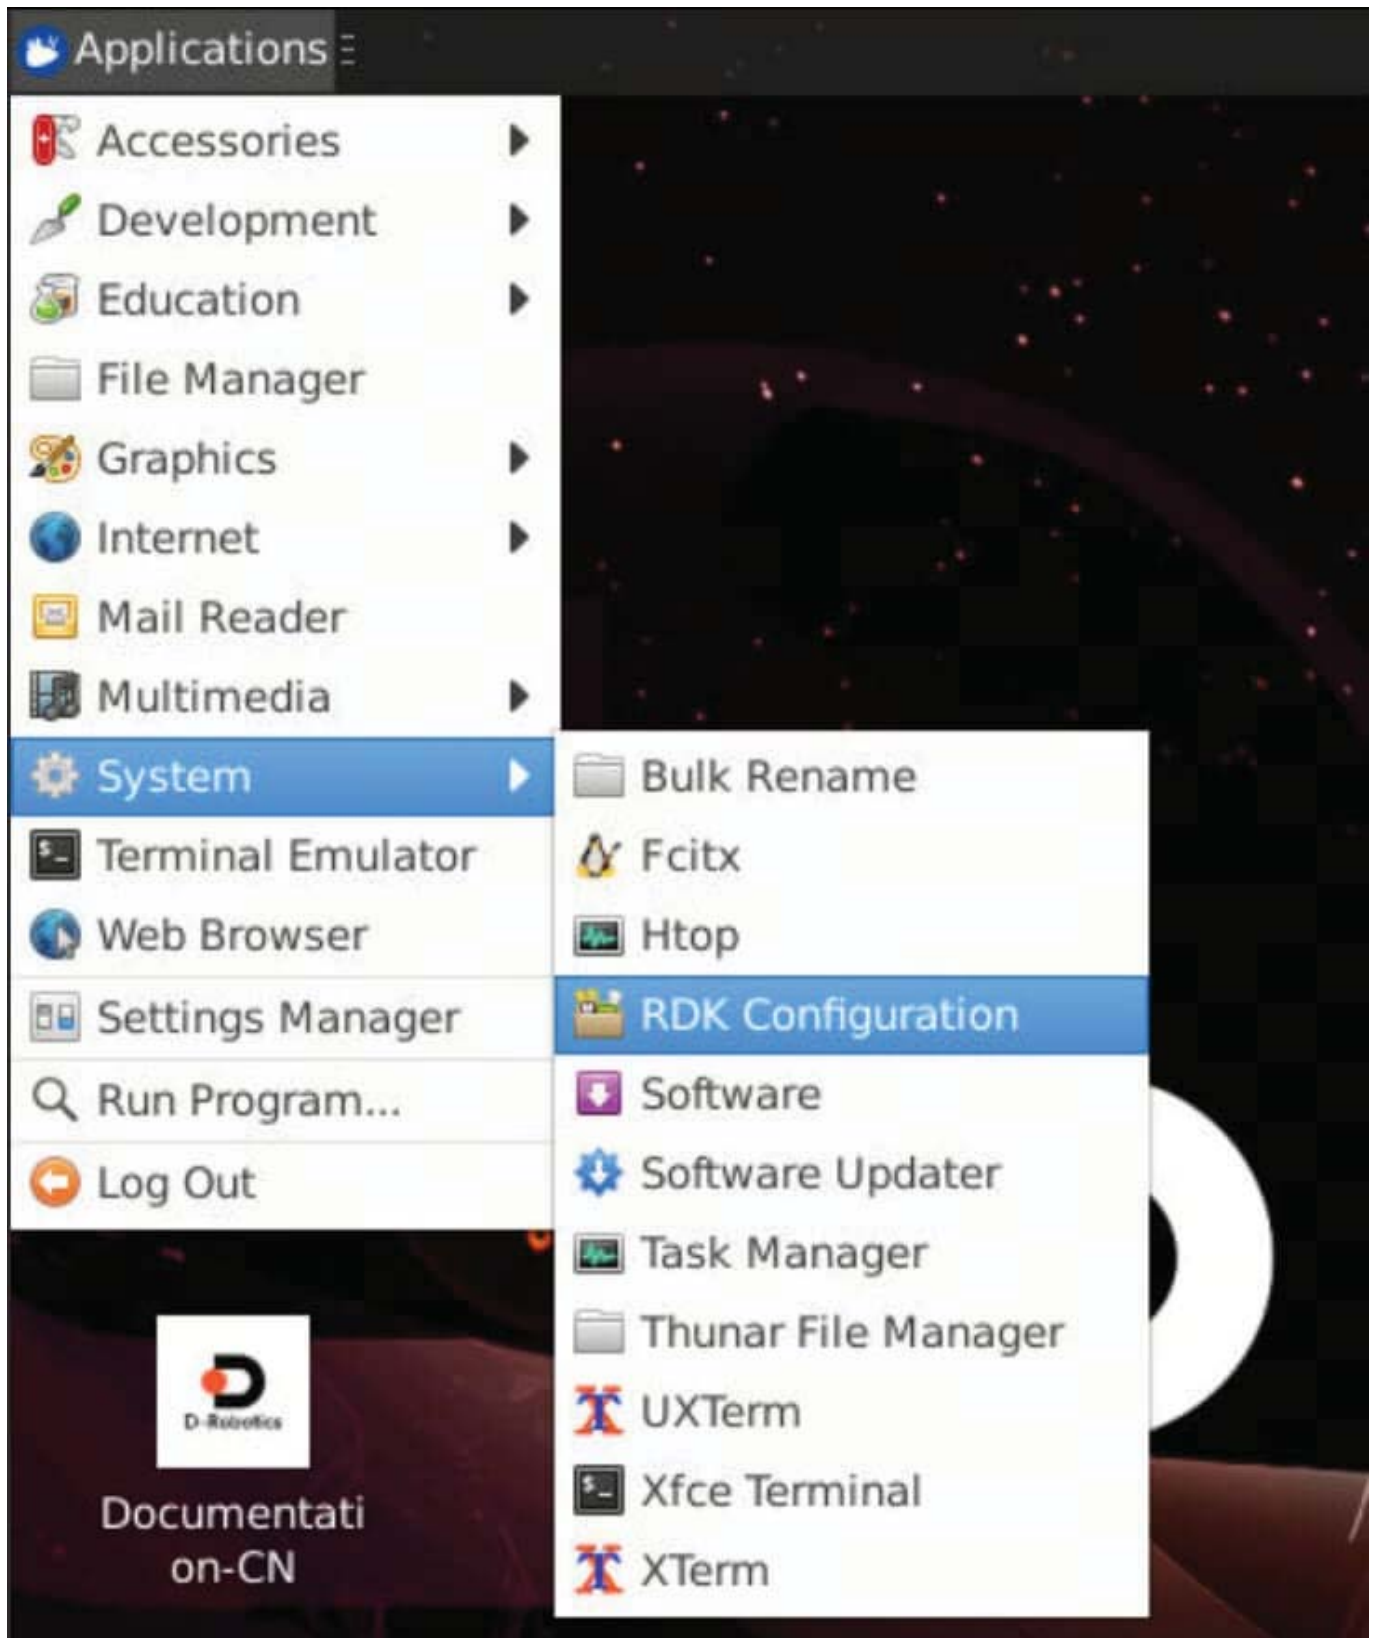 Applications
Accessories
Development
Education
File Manager
Graphics
Internet
Mail Reader
Multimedia
System
Terminal Emulator
Web Browser
Settings Manager
Run Program...
Log Out
Bulk Rename
Fcitx
Htop
RDK Configuration
Software
Software Updater
Task Manager
Thunar File Manager
UXTerm
Xfce Terminal
XTerm
D-Robotics
Documentati
on-CN